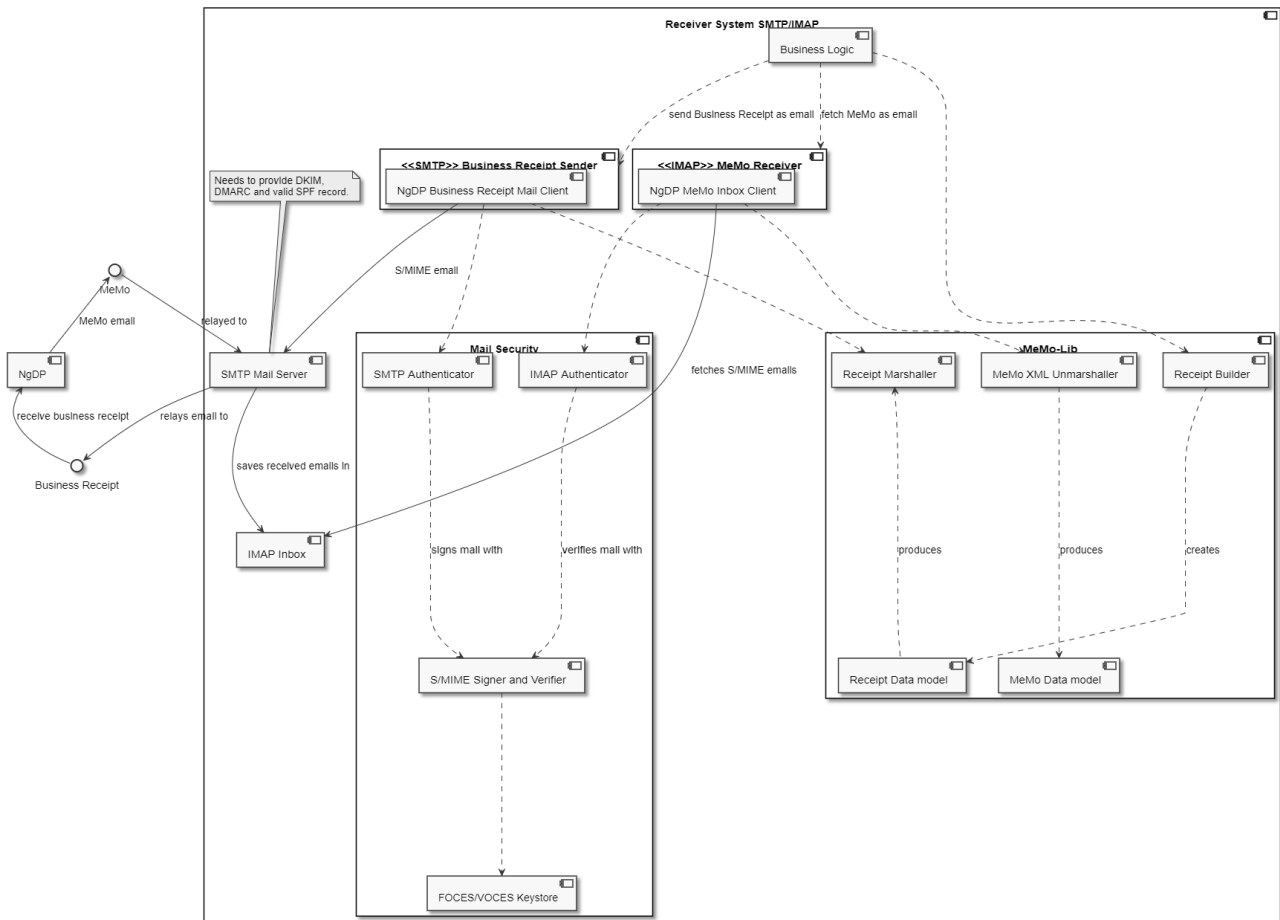 Receiver System SMTP/IMAP
Business Logic
send Business Receipt as email
fetch MeMo as email
<<SMTP>> Business Receipt Sender
NgDP Business Receipt Mail Client
<<IMAP>> MeMo Receiver
NgDP MeMo Inbox Client
Needs to provide DKIM,
DMARC and valid SPF record.
S/MIME email
MeMo
MeMo email
relayed to
NgDP
SMTP Mail Server
receive business receipt
relays email to
Business Receipt
saves received emails in
IMAP Inbox
Mail Security
SMTP Authenticator
IMAP Authenticator
fetches S/MIME emails
signs mail with
verifies mail with
S/MIME Signer and Verifier
FOCES/VOCES Keystore
MeMo-Lib
Receipt Marshaller
MeMo XML Unmarshaller
Receipt Builder
produces
produces
creates
Receipt Data model
MeMo Data model